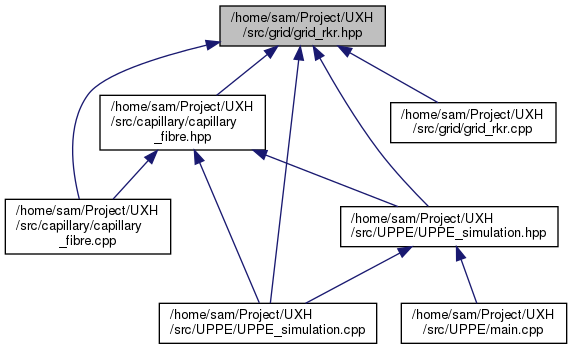 /home/sam/Project/UXH
/src/grid/grid_rkr.hpp
/home/sam/Project/UXH
/src/capillary/capillary
_fibre.hpp
/home/sam/Project/UXH
/src/grid/grid_rkr.cpp
/home/sam/Project/UXH
/src/capillary/capillary
_fibre.cpp
/home/sam/Project/UXH
/src/UPPE/UPPE_simulation.hpp
/home/sam/Project/UXH
/src/UPPE/UPPE_simulation.cpp
/home/sam/Project/UXH
/src/UPPE/main.cpp